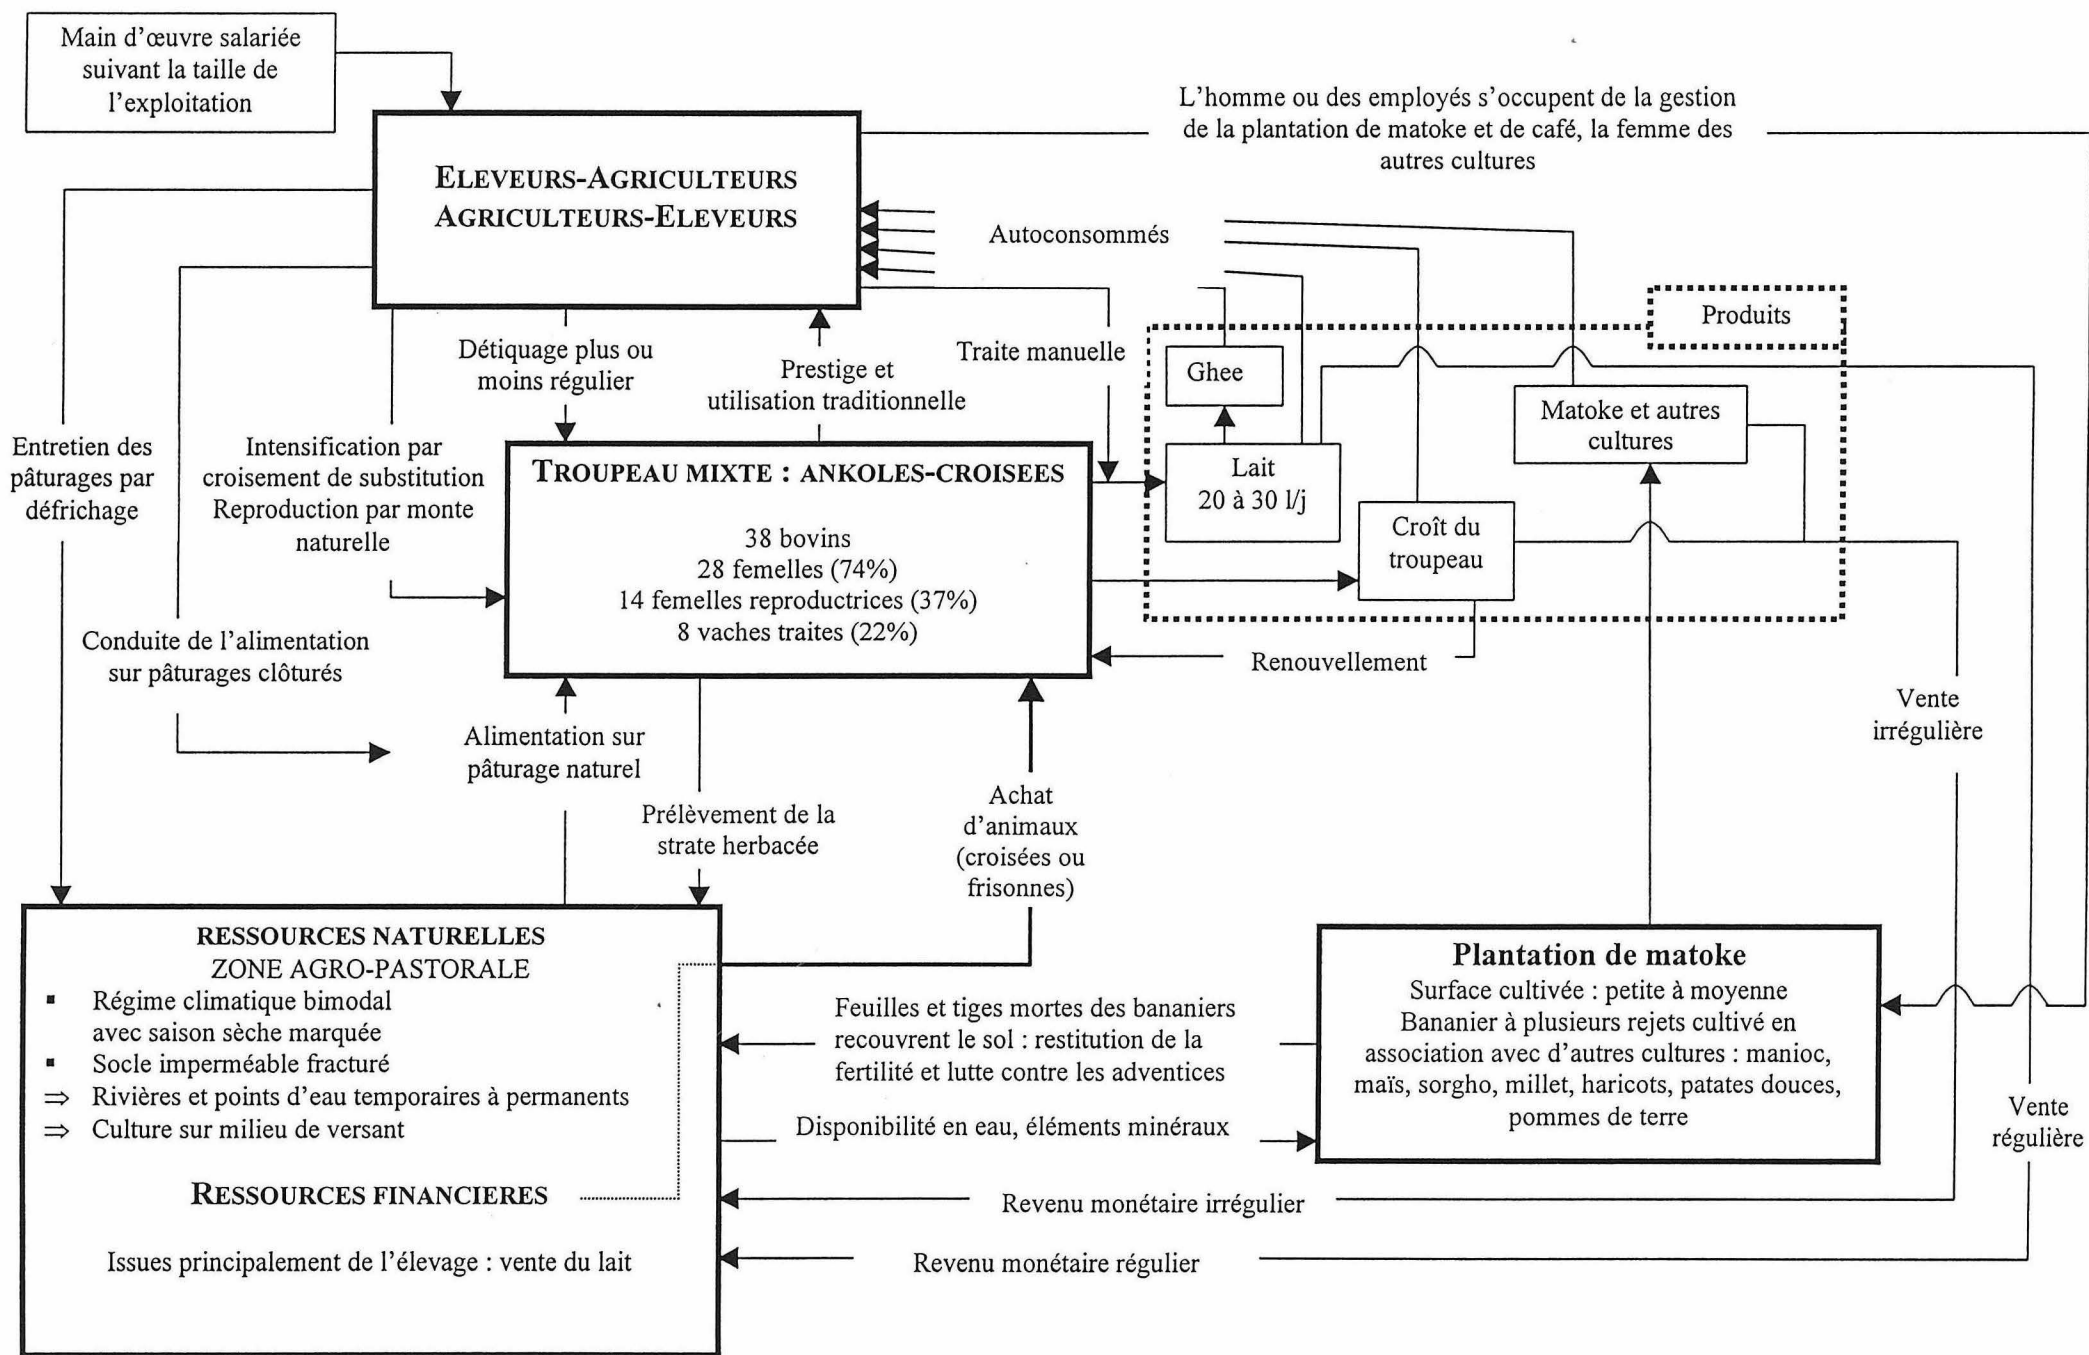 Main d'œuvre salariée
suivant la taille de
l'exploitation
L'homme ou des employés s'occupent de la gestion
de la plantation de matoke et de café, la femme des
autres cultures
ELEVEURS-AGRICULTEURS
AGRICULTEURS-ELEVEURS
Autoconsommés
Produits
Détiquage plus ou
moins régulier
Prestige et
utilisation traditionnelle
Traite manuelle
Ghee
Matoke et autres
cultures
Entretien des
pâturages par
défrichage
Intensification par
croisement de substitution
Reproduction par monte
naturelle
TROUPEAU MIXTE : ANKOLES-CROISEES
38 bovins
28 femelles (74%)
14 femelles reproductrices (37%)
8 vaches traites (22%)
Lait
20 à 30 l/j
Croît du
troupeau
Conduite de l'alimentation
sur pâturages clôturés
Renouvellement
Vente
irrégulière
Alimentation sur
pâturage naturel
Prélèvement de la
strate herbacée
Achat
d'animaux
(croisées ou
frisonnes)
RESSOURCES NATURELLES
ZONE AGRO-PASTORALE
▪ Régime climatique bimodal
avec saison sèche marquée
▪ Socle imperméable fracturé
⇒ Rivières et points d'eau temporaires à permanents
⇒ Culture sur milieu de versant
RESSOURCES FINANCIERES
Issues principalement de l'élevage : vente du lait
Feuilles et tiges mortes des bananiers
recouvrent le sol : restitution de la
fertilité et lutte contre les adventices
Disponibilité en eau, éléments minéraux
Revenu monétaire irrégulier
Revenu monétaire régulier
Plantation de matoke
Surface cultivée : petite à moyenne
Bananier à plusieurs rejets cultivé en
association avec d'autres cultures : manioc,
maïs, sorgho, millet, haricots, patates douces,
pommes de terre
Vente
régulière